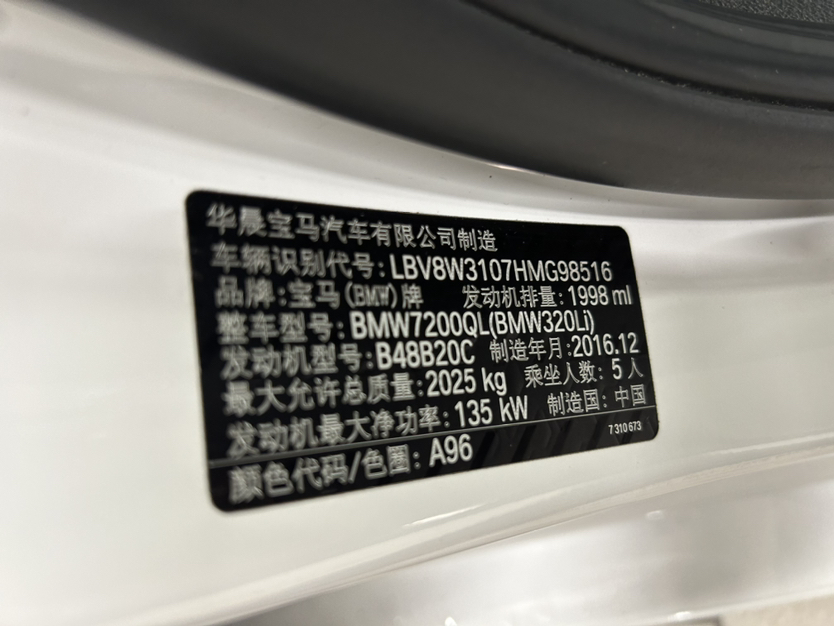 华晨宝马汽车有限公司制造
车辆识别代号:LBV8W3107HMG98516
品牌:宝马(BMW)牌 发动机排量:1998 ml
整车型号:BMW7200QL(BMW320Li)
发动机型号:B48B20C 制造年月:2016.12
最大允许总质量:2025 kg 乘坐人数:5人
发动机最大净功率:135 kW 制造国:中国
颜色代码/色圈:A96 7310673